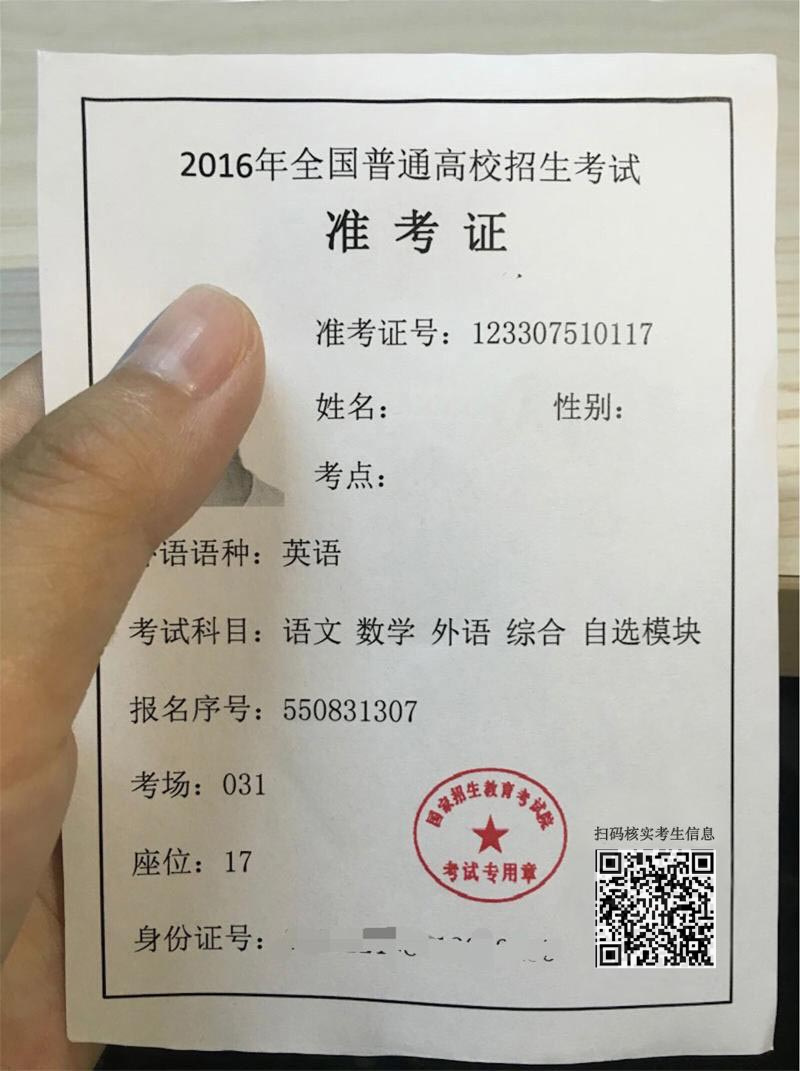 2016年全国普通高校招生考试
准考证
准考证号：123307510117
姓名： 性别：
考点：
语语种：英语
考试科目：语文 数学 外语 综合 自选模块
报名序号：550831307
考场：031
国家招生教育考试院
考试专用章
扫码核实考生信息
座位：17
身份证号：